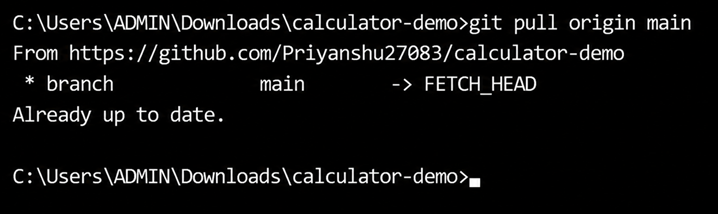 C:\Users\ADMIN\Downloads\calculator-demo>git pull origin main
From https://github.com/Priyanshu27083/calculator-demo
 * branch            main       -> FETCH_HEAD
Already up to date.
C:\Users\ADMIN\Downloads\calculator-demo>